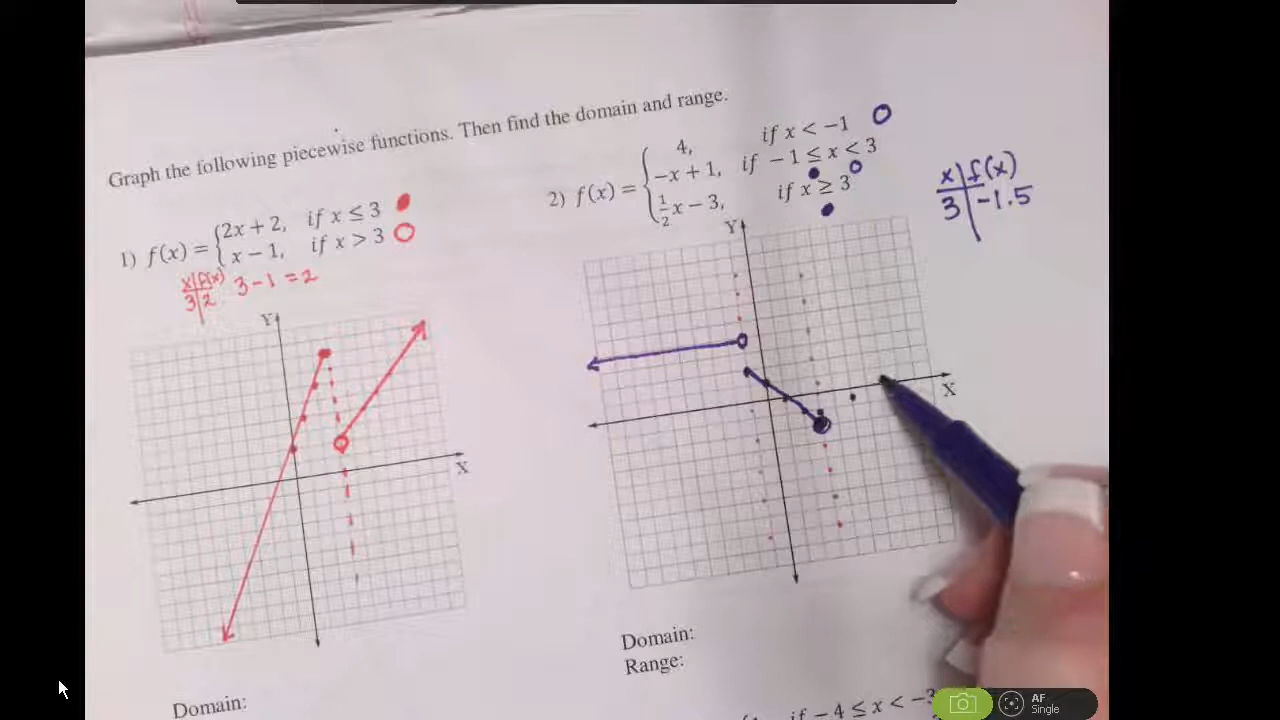 Graph the following piecewise functions. Then find the domain and range.
1) f(x) = { 2x + 2, if x ≤ 3
x − 1, if x > 3
x | f(x)
3 | 2
3 - 1 = 2
Y
X
Domain:
2) f(x) = { 4, if x < −1
−x + 1, if −1 ≤ x < 3
1/2 x − 3, if x ≥ 3
x | f(x)
3 | -1.5
Y
X
Domain:
Range:
if −4 ≤ x < −3
AF
Single